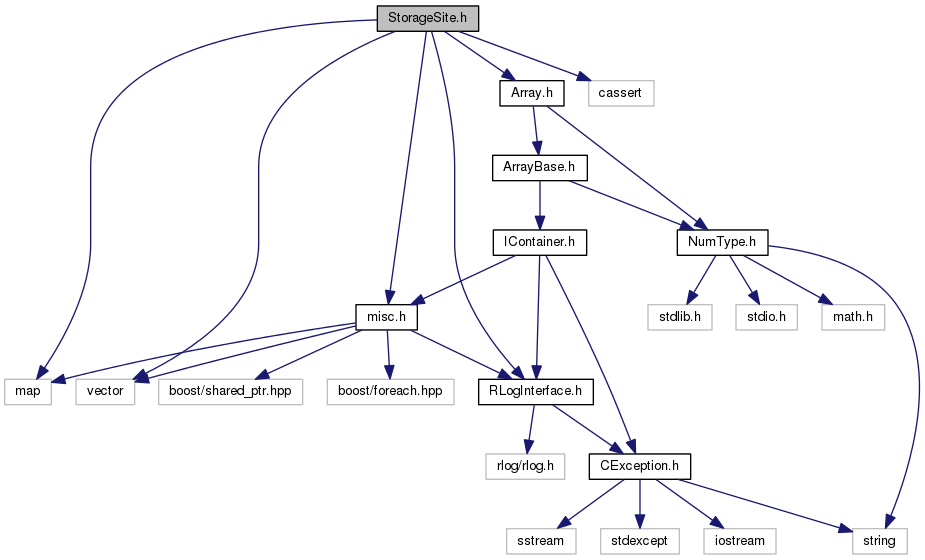 StorageSite.h
Array.h
cassert
ArrayBase.h
IContainer.h
NumType.h
misc.h
stdlib.h
stdio.h
math.h
map
vector
boost/shared_ptr.hpp
boost/foreach.hpp
RLogInterface.h
rlog/rlog.h
CException.h
sstream
stdexcept
iostream
string